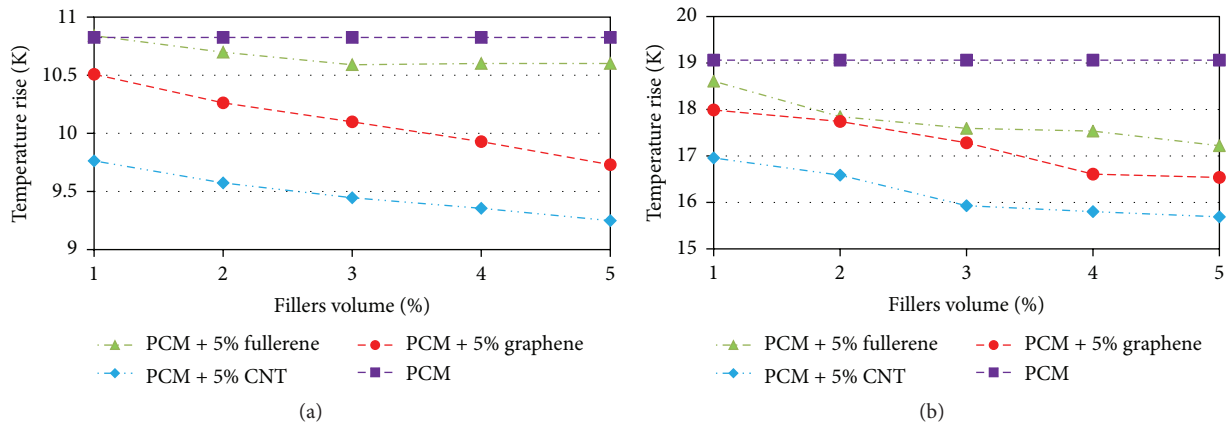 Temperature rise (K)
11
10.5
10
9.5
9
1 2 3 4 5
Fillers volume (%)
PCM + 5% fullerene
PCM + 5% graphene
PCM + 5% CNT
PCM
(a)
Temperature rise (K)
20
19
18
17
16
15
1 2 3 4 5
Fillers volume (%)
PCM + 5% fullerene
PCM + 5% graphene
PCM + 5% CNT
PCM
(b)